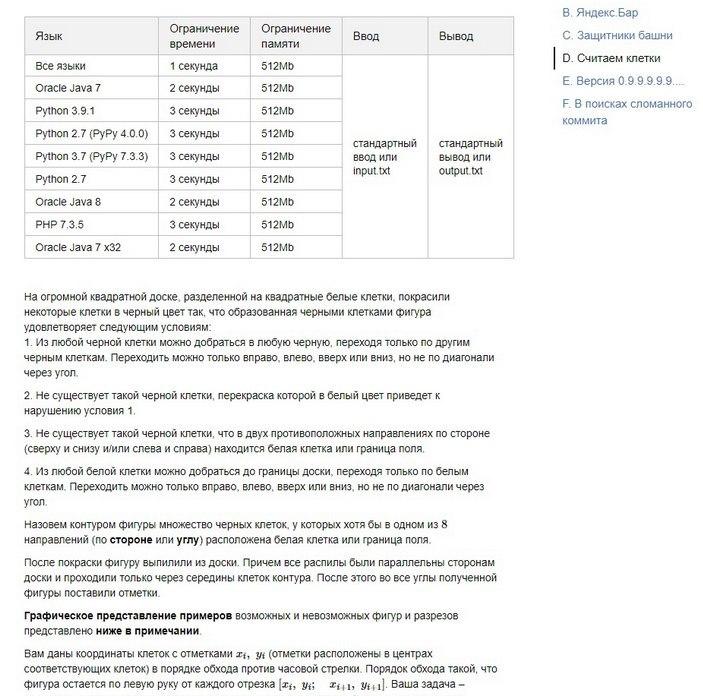 Язык
Ограничение времени
Ограничение памяти
Ввод
Вывод
Все языки 1 секунда 512Mb
Oracle Java 7 2 секунды 512Mb
Python 3.9.1 3 секунды 512Mb
Python 2.7 (PyPy 4.0.0) 3 секунды 512Mb
Python 3.7 (PyPy 7.3.3) 3 секунды 512Mb
Python 2.7 3 секунды 512Mb
Oracle Java 8 2 секунды 512Mb
PHP 7.3.5 3 секунды 512Mb
Oracle Java 7 x32 2 секунды 512Mb
стандартный
ввод или
input.txt
стандартный
вывод или
output.txt
B. Яндекс.Бар
C. Защитники башни
D. Считаем клетки
E. Версия 0.9.9.9.9.9....
F. В поисках сломанного
коммита
На огромной квадратной доске, разделенной на квадратные белые клетки, покрасили
некоторые клетки в черный цвет так, что образованная черными клетками фигура
удовлетворяет следующим условиям:
1. Из любой черной клетки можно добраться в любую черную, переходя только по другим
черным клеткам. Переходить можно только вправо, влево, вверх или вниз, но не по диагонали
через угол.
2. Не существует такой черной клетки, перекраска которой в белый цвет приведет к
нарушению условия 1.
3. Не существует такой черной клетки, что в двух противоположных направлениях по стороне
(сверху и снизу и/или слева и справа) находится белая клетка или граница поля.
4. Из любой белой клетки можно добраться до границы доски, переходя только по белым
клеткам. Переходить можно только вправо, влево, вверх или вниз, но не по диагонали через
угол.
Назовем контуром фигуры множество черных клеток, у которых хотя бы в одном из 8
направлений (по стороне или углу) расположена белая клетка или граница поля.
После покраски фигуру выпилили из доски. Причем все распилы были параллельны сторонам
доски и проходили только через середины клеток контура. После этого во все углы полученной
фигуры поставили отметки.
Графическое представление примеров возможных и невозможных фигур и разрезов
представлено ниже в примечании.
Вам даны координаты клеток с отметками xᵢ, yᵢ (отметки расположены в центрах
соответствующих клеток) в порядке обхода против часовой стрелки. Порядок обхода такой, что
фигура остается по левую руку от каждого отрезка [xᵢ, yᵢ; xᵢ₊₁, yᵢ₊₁]. Ваша задача –